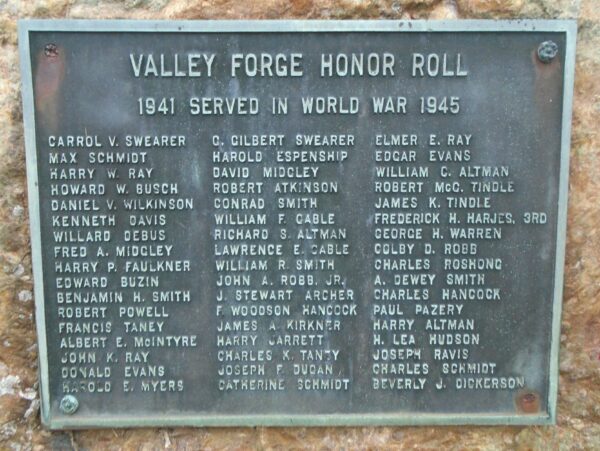 VALLEY FORGE HONOR ROLL
1941 SERVED IN WORLD WAR 1945
CARROL V. SWEARER
MAX SCHMIDT
HARRY W. RAY
HOWARD W. BUSCH
DANIEL V. WILKINSON
KENNETH DAVIS
WILLARD DEBUS
FRED A. MIDGLEY
HARRY P. FAULKNER
EDWARD BUZIN
BENJAMIN H. SMITH
ROBERT POWELL
FRANCIS TANEY
ALBERT E. McINTYRE
JOHN K. RAY
DONALD EVANS
HAROLD E. MYERS
GILBERT SWEARER
HAROLD ESPENSHIP
DAVID MIDGLEY
ROBERT ATKINSON
CONRAD SMITH
WILLIAM F. CABLE
RICHARD S. ALTMAN
LAWRENCE E. CABLE
WILLIAM R. SMITH
JOHN A. ROBB, JR.
J. STEWART ARCHER
F. WOODSON HANCOCK
JAMES A. KIRKNER
HARRY JARRETT
CHARLES K. TANEY
JOSEPH F. DUGAN
CATHERINE SCHMIDT
ELMER E. RAY
EDGAR EVANS
WILLIAM C. ALTMAN
ROBERT McC. TINDLE
JAMES K. TINDLE
FREDERICK H. HARJES, 3RD
GEORGE H. WARREN
COLBY D. ROBB
CHARLES ROSHONG
A. DEWEY SMITH
CHARLES HANCOCK
PAUL PAZERY
HARRY ALTMAN
H. LEA HUDSON
JOSEPH RAVIS
CHARLES SCHMIDT
BEVERLY J. DICKERSON